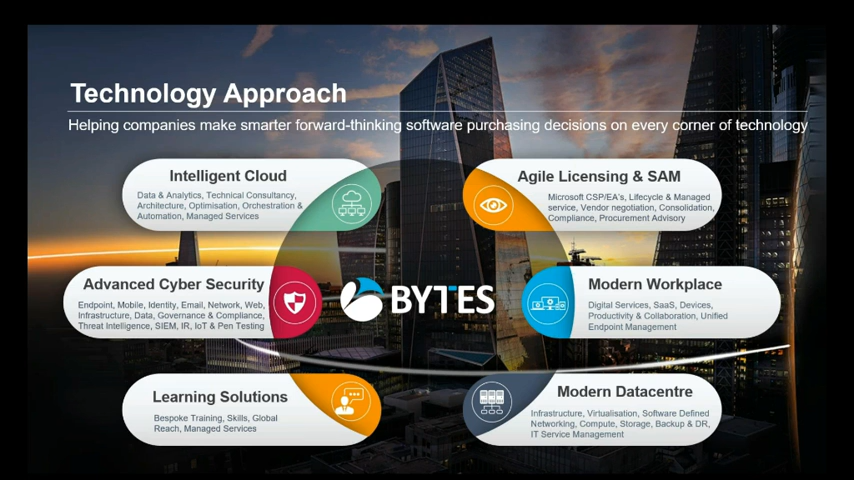 Technology Approach
Helping companies make smarter forward-thinking software purchasing decisions on every corner of technology
Intelligent Cloud
Data & Analytics, Technical Consultancy,
Architecture, Optimisation, Orchestration &
Automation, Managed Services
Agile Licensing & SAM
Microsoft CSP/EA's, Lifecycle & Managed
service, Vendor negotiation, Consolidation,
Compliance, Procurement Advisory
Advanced Cyber Security
Endpoint, Mobile, Identity, Email, Network, Web,
Infrastructure, Data, Governance & Compliance,
Threat Intelligence, SIEM, IR, IoT & Pen Testing
BYTES
Modern Workplace
Digital Services, SaaS, Devices,
Productivity & Collaboration, Unified
Endpoint Management
Learning Solutions
Bespoke Training, Skills, Global
Reach, Managed Services
Modern Datacentre
Infrastructure, Virtualisation, Software Defined
Networking, Compute, Storage, Backup & DR,
IT Service Management